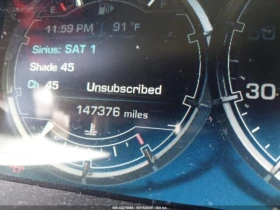 11:59 PM 91°F
Sirius: SAT 1
Shade 45
Ch 45 Unsubscribed
147376 miles
30